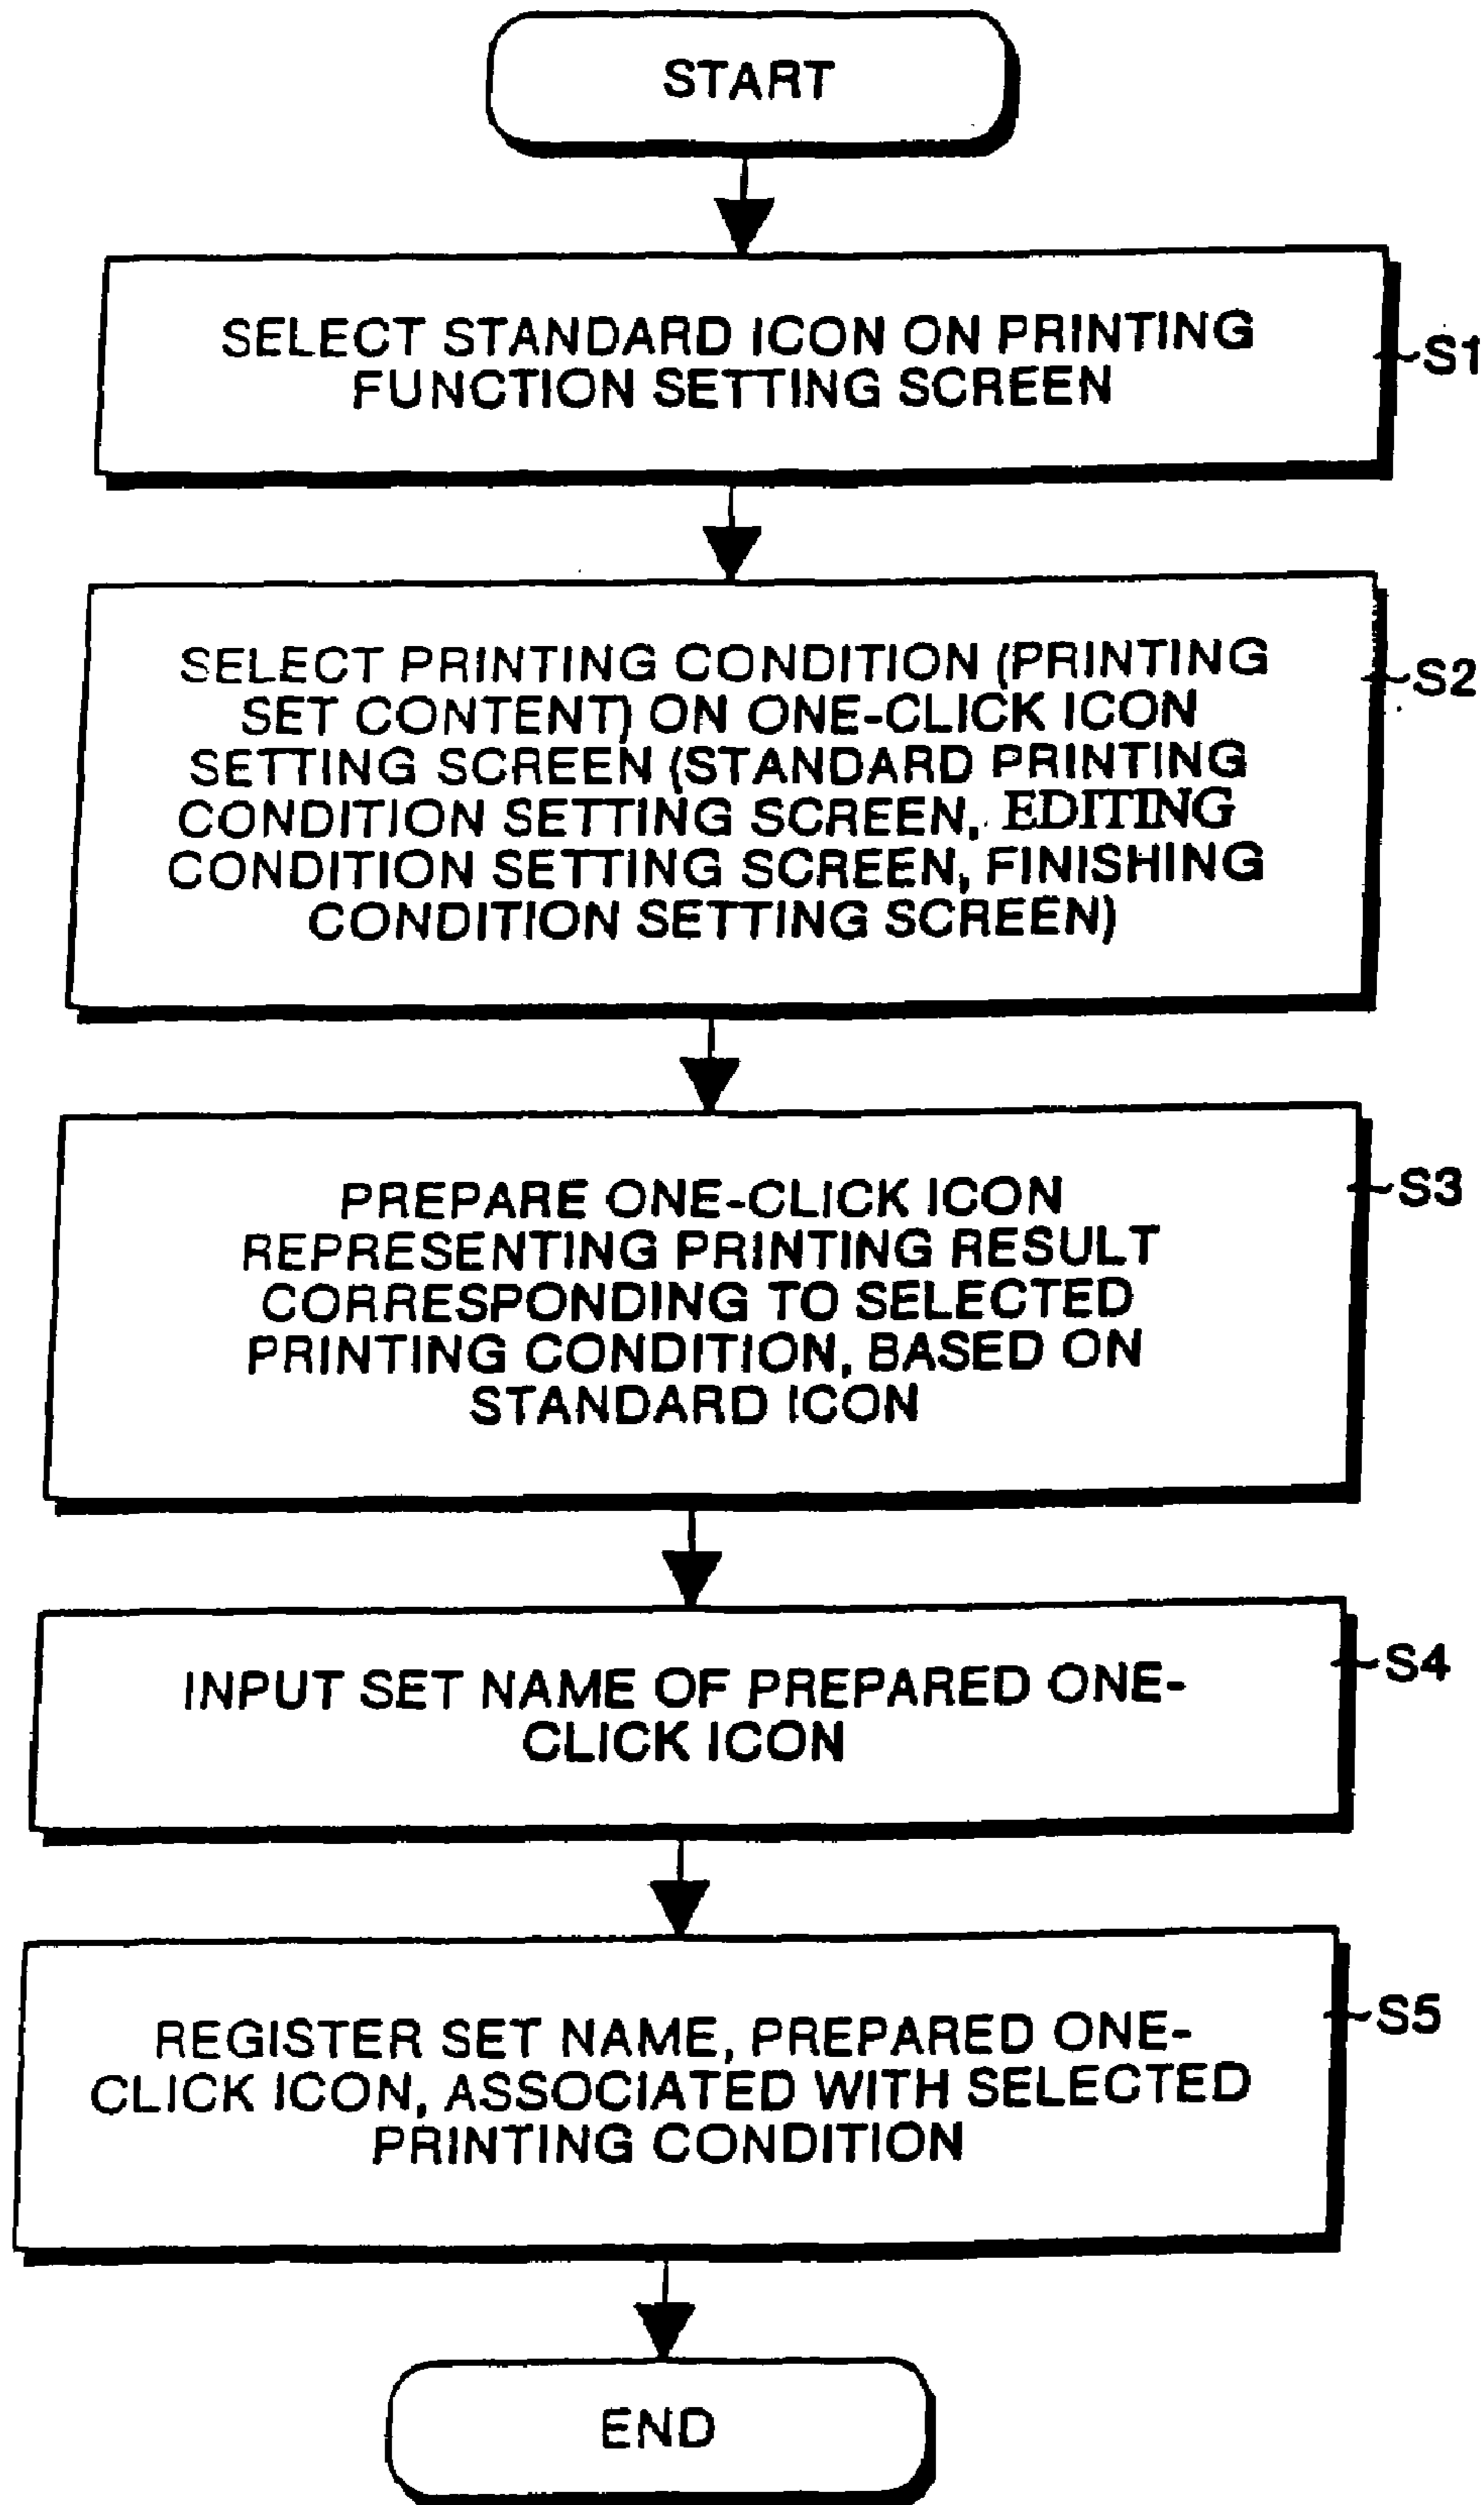 START
SELECT STANDARD ICON ON PRINTING
FUNCTION SETTING SCREEN
S1
SELECT PRINTING CONDITION (PRINTING
SET CONTENT) ON ONE-CLICK ICON
SETTING SCREEN (STANDARD PRINTING
CONDITION SETTING SCREEN, EDITING
CONDITION SETTING SCREEN, FINISHING
CONDITION SETTING SCREEN)
S2
PREPARE ONE-CLICK ICON
REPRESENTING PRINTING RESULT
CORRESPONDING TO SELECTED
PRINTING CONDITION, BASED ON
STANDARD ICON
S3
INPUT SET NAME OF PREPARED ONE-
CLICK ICON
S4
REGISTER SET NAME, PREPARED ONE-
CLICK ICON, ASSOCIATED WITH SELECTED
PRINTING CONDITION
S5
END